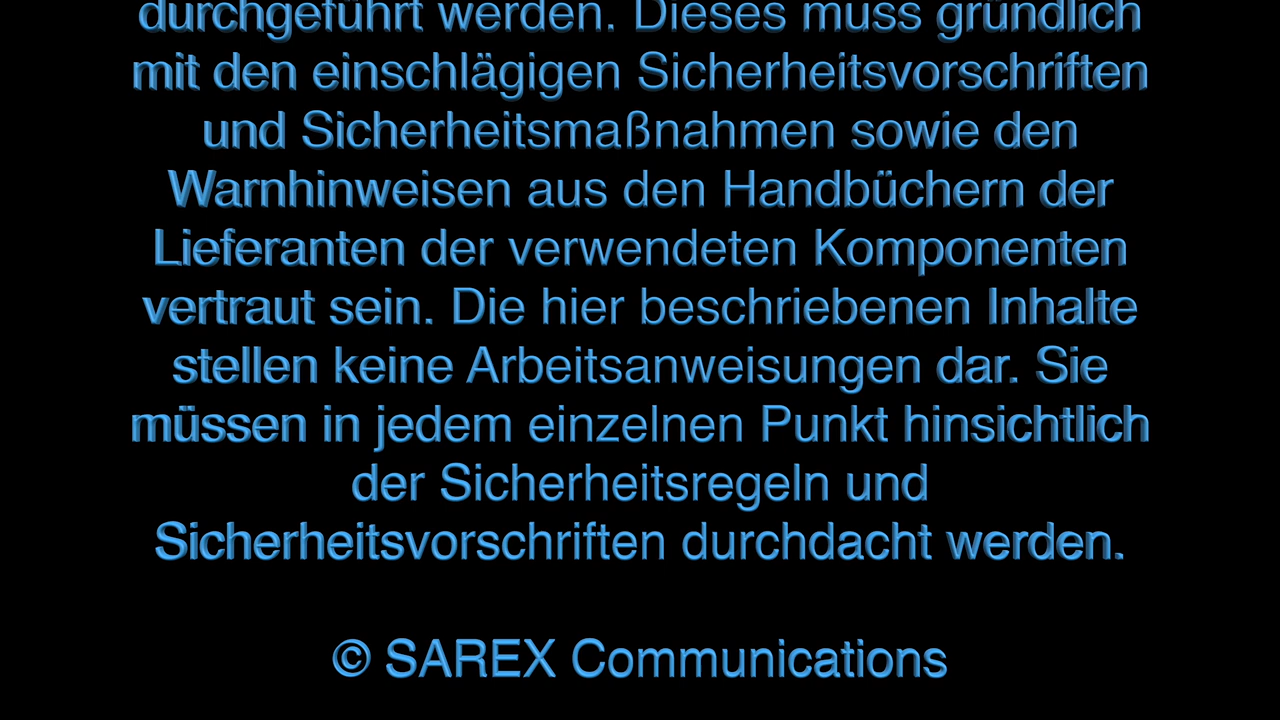 durchgeführt werden. Dieses muss gründlich
mit den einschlägigen Sicherheitsvorschriften
und Sicherheitsmaßnahmen sowie den
Warnhinweisen aus den Handbüchern der
Lieferanten der verwendeten Komponenten
vertraut sein. Die hier beschriebenen Inhalte
stellen keine Arbeitsanweisungen dar. Sie
müssen in jedem einzelnen Punkt hinsichtlich
der Sicherheitsregeln und
Sicherheitsvorschriften durchdacht werden.
© SAREX Communications